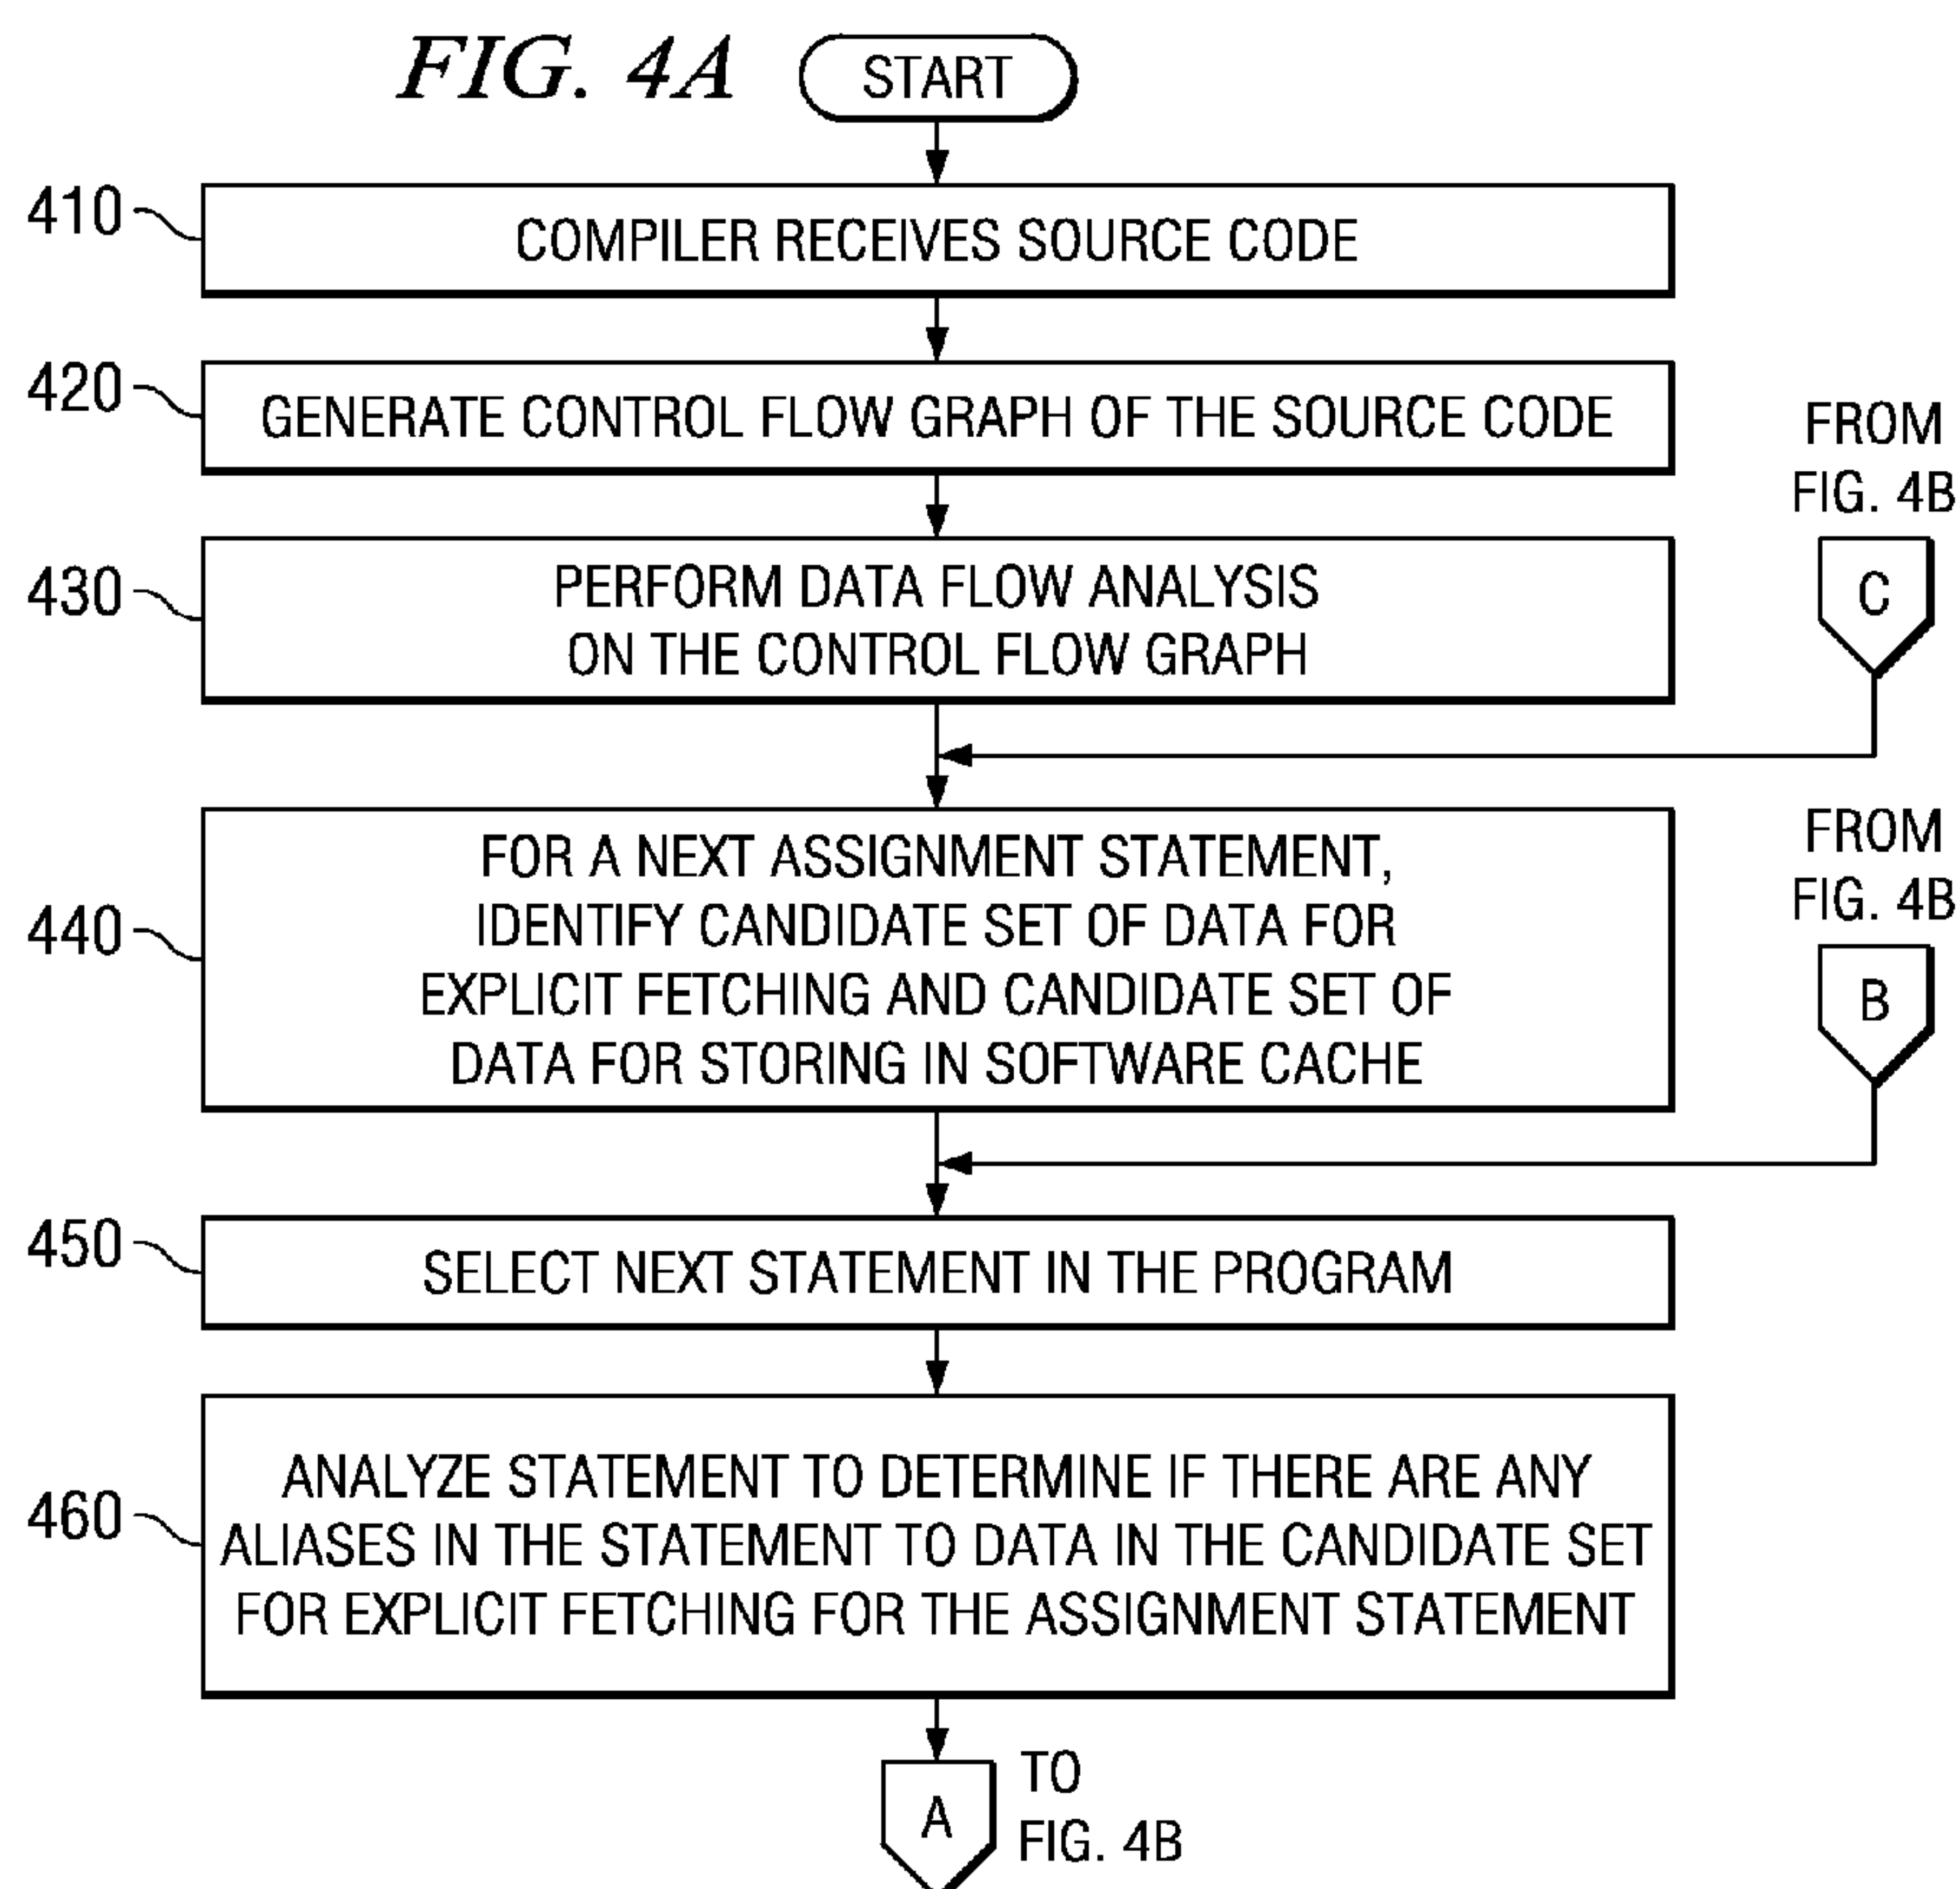 FIG. 4A
START
410
COMPILER RECEIVES SOURCE CODE
420
GENERATE CONTROL FLOW GRAPH OF THE SOURCE CODE
FROM
FIG. 4B
430
PERFORM DATA FLOW ANALYSIS
ON THE CONTROL FLOW GRAPH
C
440
FOR A NEXT ASSIGNMENT STATEMENT,
IDENTIFY CANDIDATE SET OF DATA FOR
EXPLICIT FETCHING AND CANDIDATE SET OF
DATA FOR STORING IN SOFTWARE CACHE
FROM
FIG. 4B
B
450
SELECT NEXT STATEMENT IN THE PROGRAM
460
ANALYZE STATEMENT TO DETERMINE IF THERE ARE ANY
ALIASES IN THE STATEMENT TO DATA IN THE CANDIDATE SET
FOR EXPLICIT FETCHING FOR THE ASSIGNMENT STATEMENT
A
TO
FIG. 4B